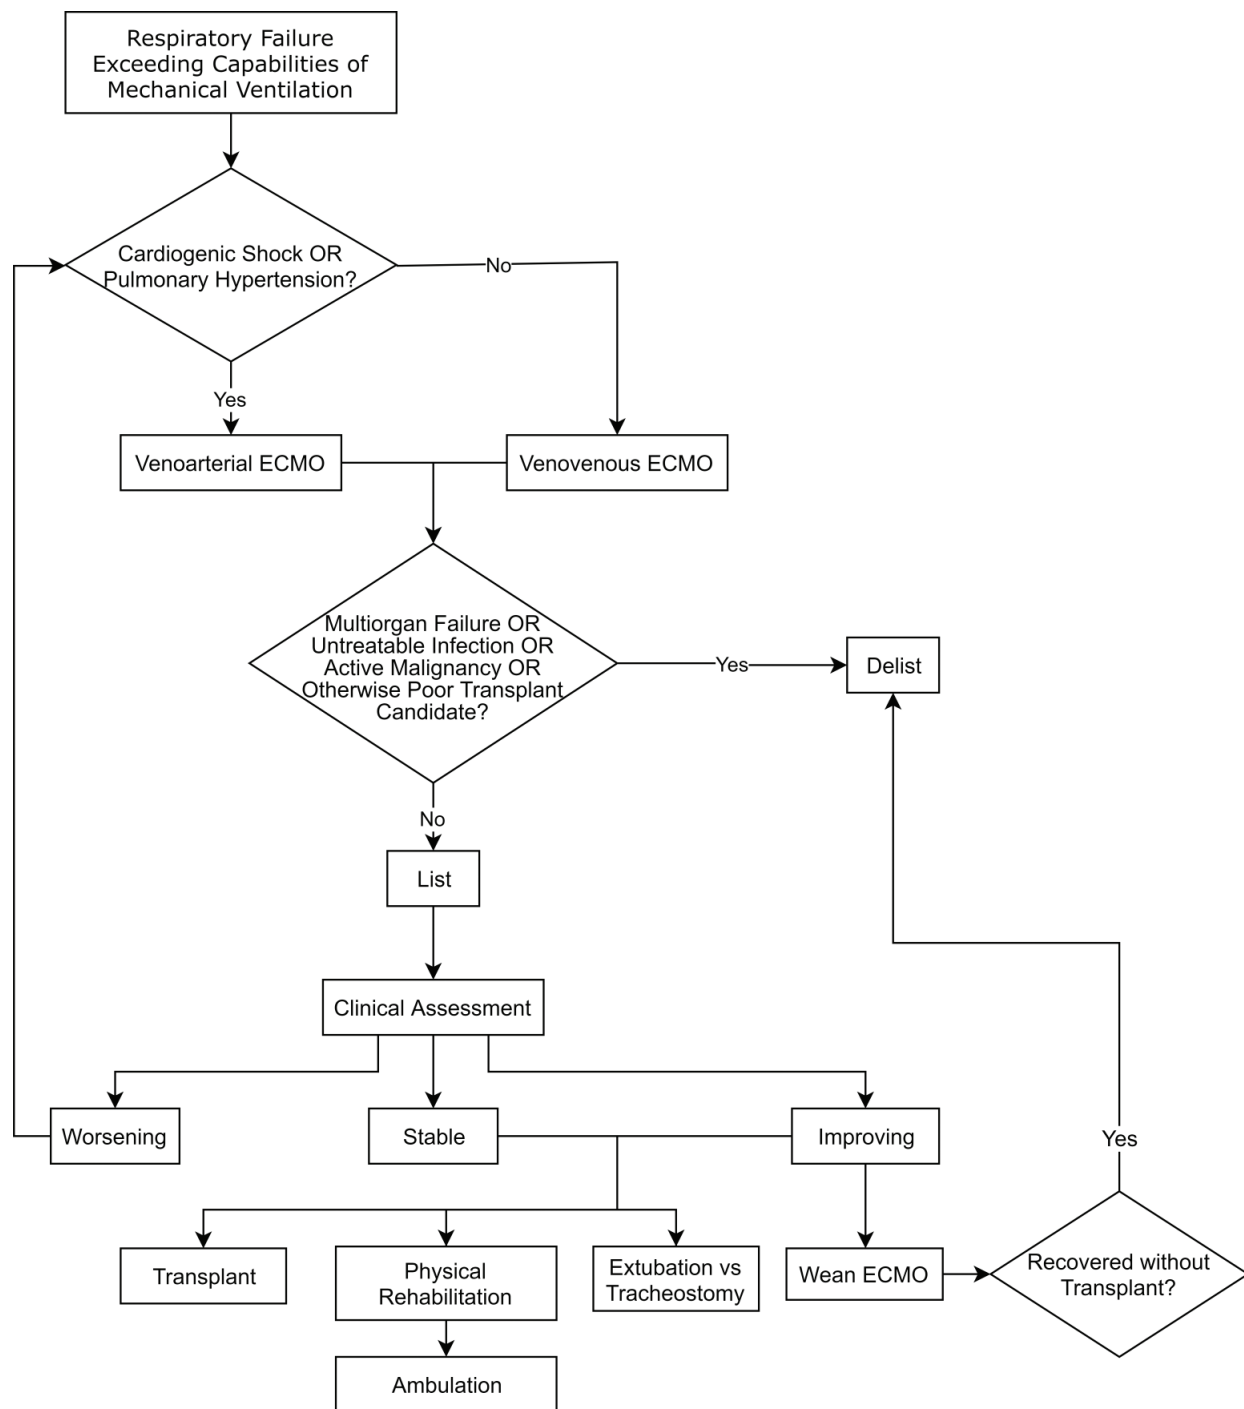 Respiratory Failure
Exceeding Capabilities of
Mechanical Ventilation
Cardiogenic Shock OR
Pulmonary Hypertension?
No
Yes
Venoarterial ECMO
Venovenous ECMO
Multiorgan Failure OR
Untreatable Infection OR
Active Malignancy OR
Otherwise Poor Transplant
Candidate?
Yes
Delist
No
List
Clinical Assessment
Worsening
Stable
Improving
Yes
Transplant
Physical
Rehabilitation
Extubation vs
Tracheostomy
Wean ECMO
Recovered without
Transplant?
Ambulation